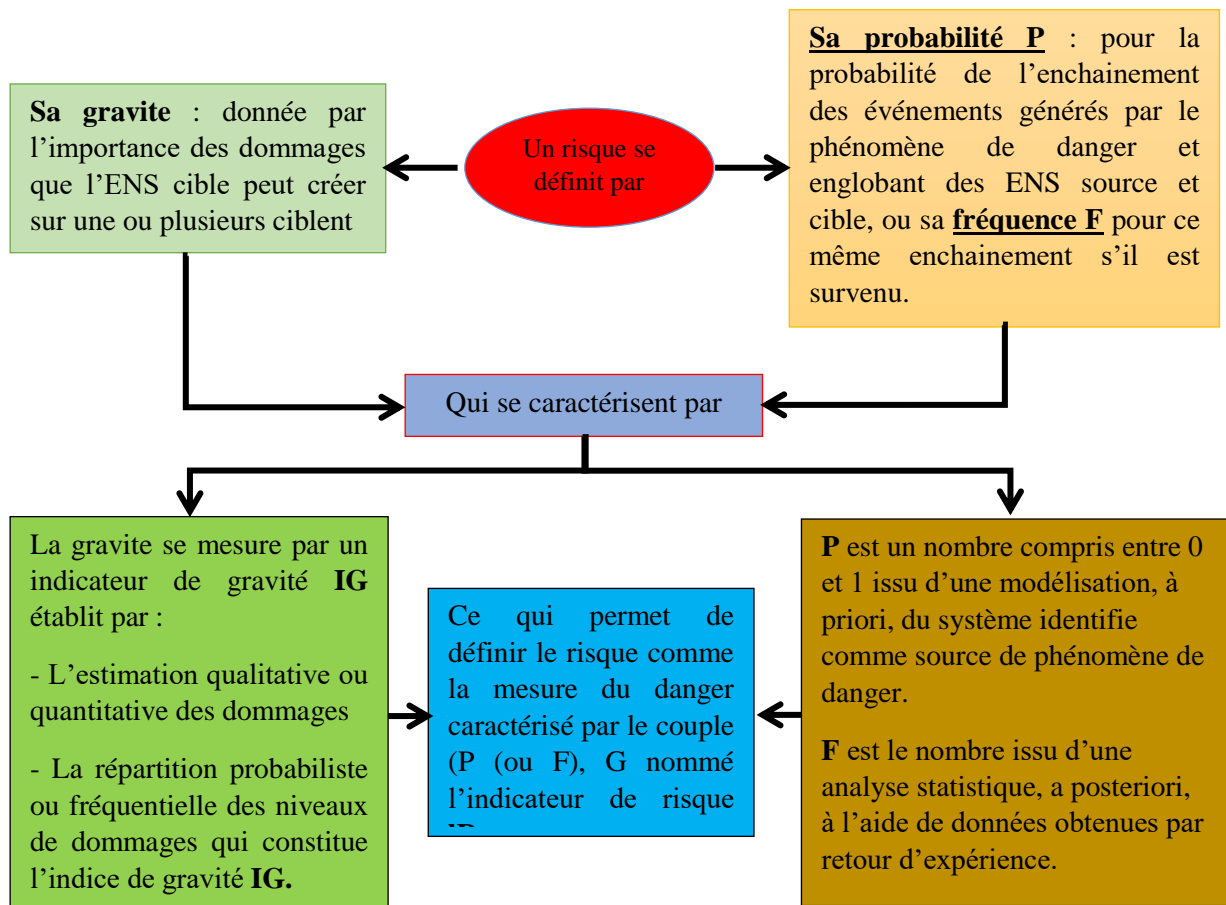 Sa gravite : donnée par
l’importance des dommages
que l’ENS cible peut créer
sur une ou plusieurs ciblent
Un risque se
définit par
Sa probabilité P : pour la
probabilité de l’enchainement
des événements générés par le
phénomène de danger et
englobant des ENS source et
cible, ou sa fréquence F pour ce
même enchainement s’il est
survenu.
Qui se caractérisent par
La gravite se mesure par un
indicateur de gravité IG
établit par :
- L’estimation qualitative ou
quantitative des dommages
- La répartition probabiliste
ou fréquentielle des niveaux
de dommages qui constitue
l’indice de gravité IG.
Ce qui permet de
définir le risque comme
la mesure du danger
caractérisé par le couple
(P (ou F), G nommé
l’indicateur de risque
P est un nombre compris entre 0
et 1 issu d’une modélisation, à
priori, du système identifie
comme source de phénomène de
danger.
F est le nombre issu d’une
analyse statistique, a posteriori,
à l’aide de données obtenues par
retour d’expérience.